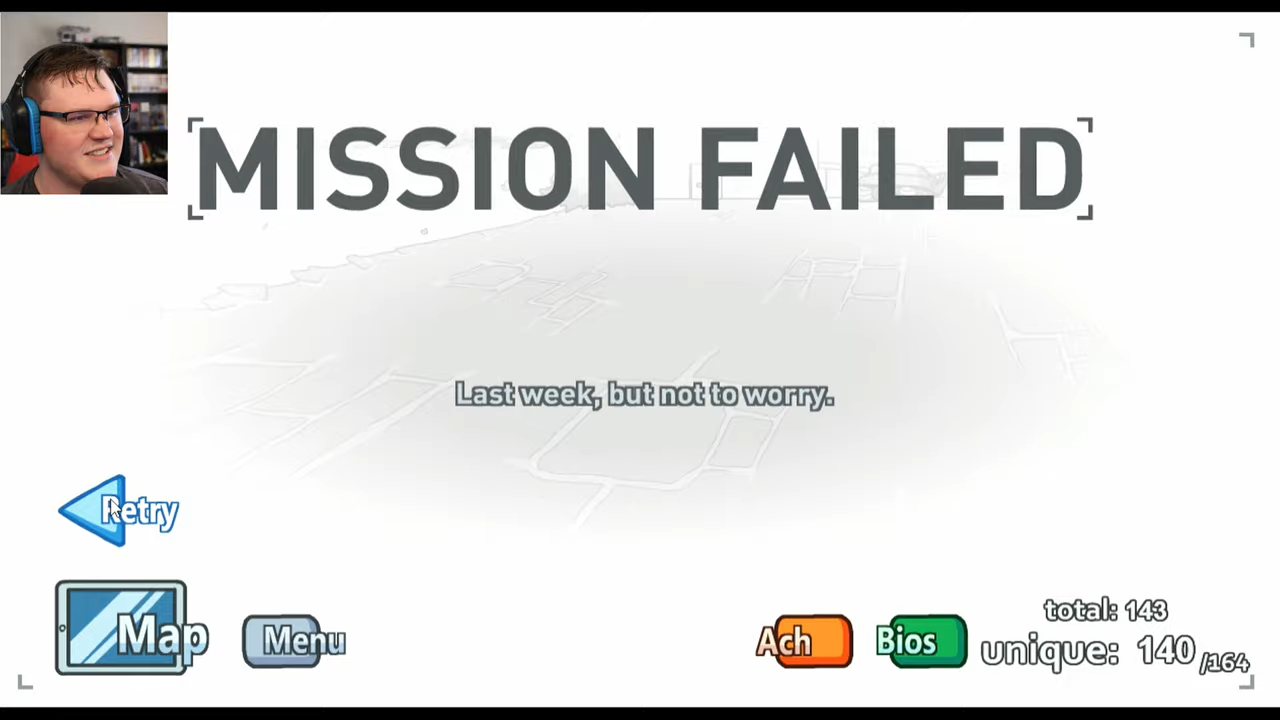 MISSION FAILED
Last week, but not to worry.
Retry
Map
Menu
Ach
Bios
total: 143
unique: 140 /164